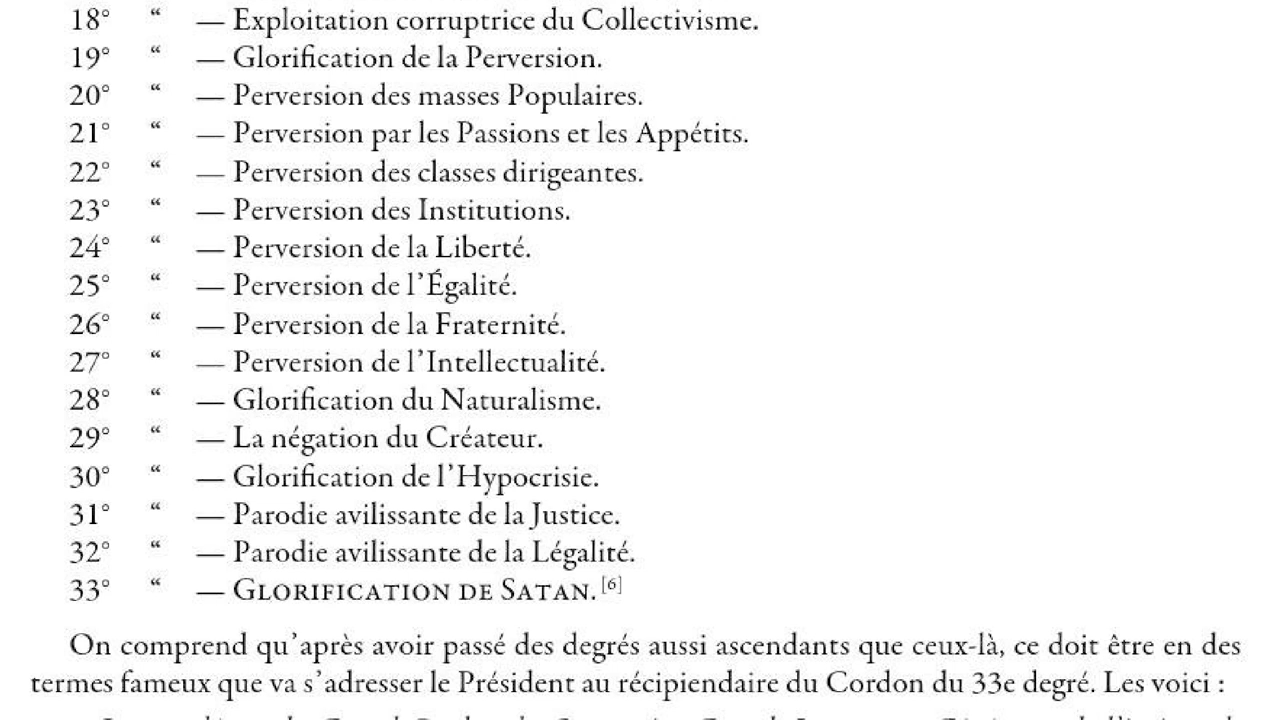 18° “ — Exploitation corruptrice du Collectivisme.
19° “ — Glorification de la Perversion.
20° “ — Perversion des masses Populaires.
21° “ — Perversion par les Passions et les Appétits.
22° “ — Perversion des classes dirigeantes.
23° “ — Perversion des Institutions.
24° “ — Perversion de la Liberté.
25° “ — Perversion de l’Égalité.
26° “ — Perversion de la Fraternité.
27° “ — Perversion de l’Intellectualité.
28° “ — Glorification du Naturalisme.
29° “ — La négation du Créateur.
30° “ — Glorification de l’Hypocrisie.
31° “ — Parodie avilissante de la Justice.
32° “ — Parodie avilissante de la Légalité.
33° “ — Glorification de Satan. [6]
On comprend qu’après avoir passé des degrés aussi ascendants que ceux-là, ce doit être en des
termes fameux que va s’adresser le Président au récipiendaire du Cordon du 33e degré. Les voici :